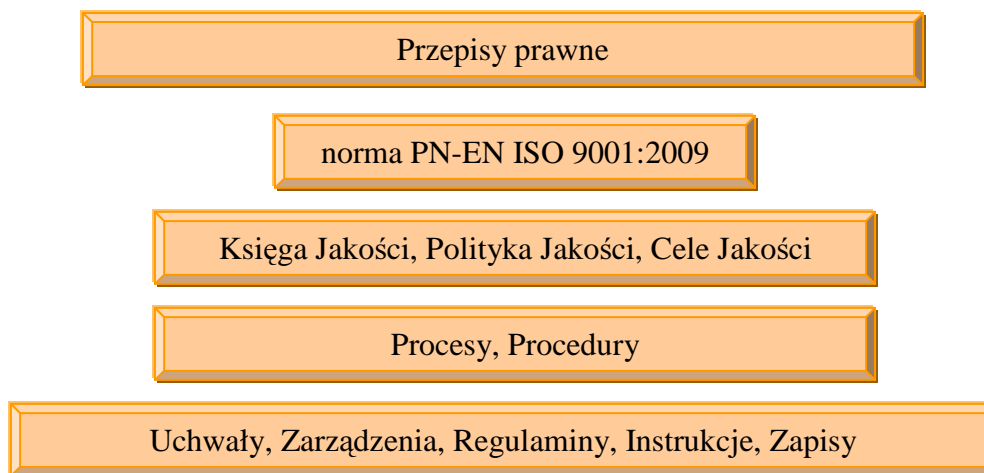 Przepisy prawne
norma PN-EN ISO 9001:2009
Księga Jakości, Polityka Jakości, Cele Jakości
Procesy, Procedury
Uchwały, Zarządzenia, Regulaminy, Instrukcje, Zapisy